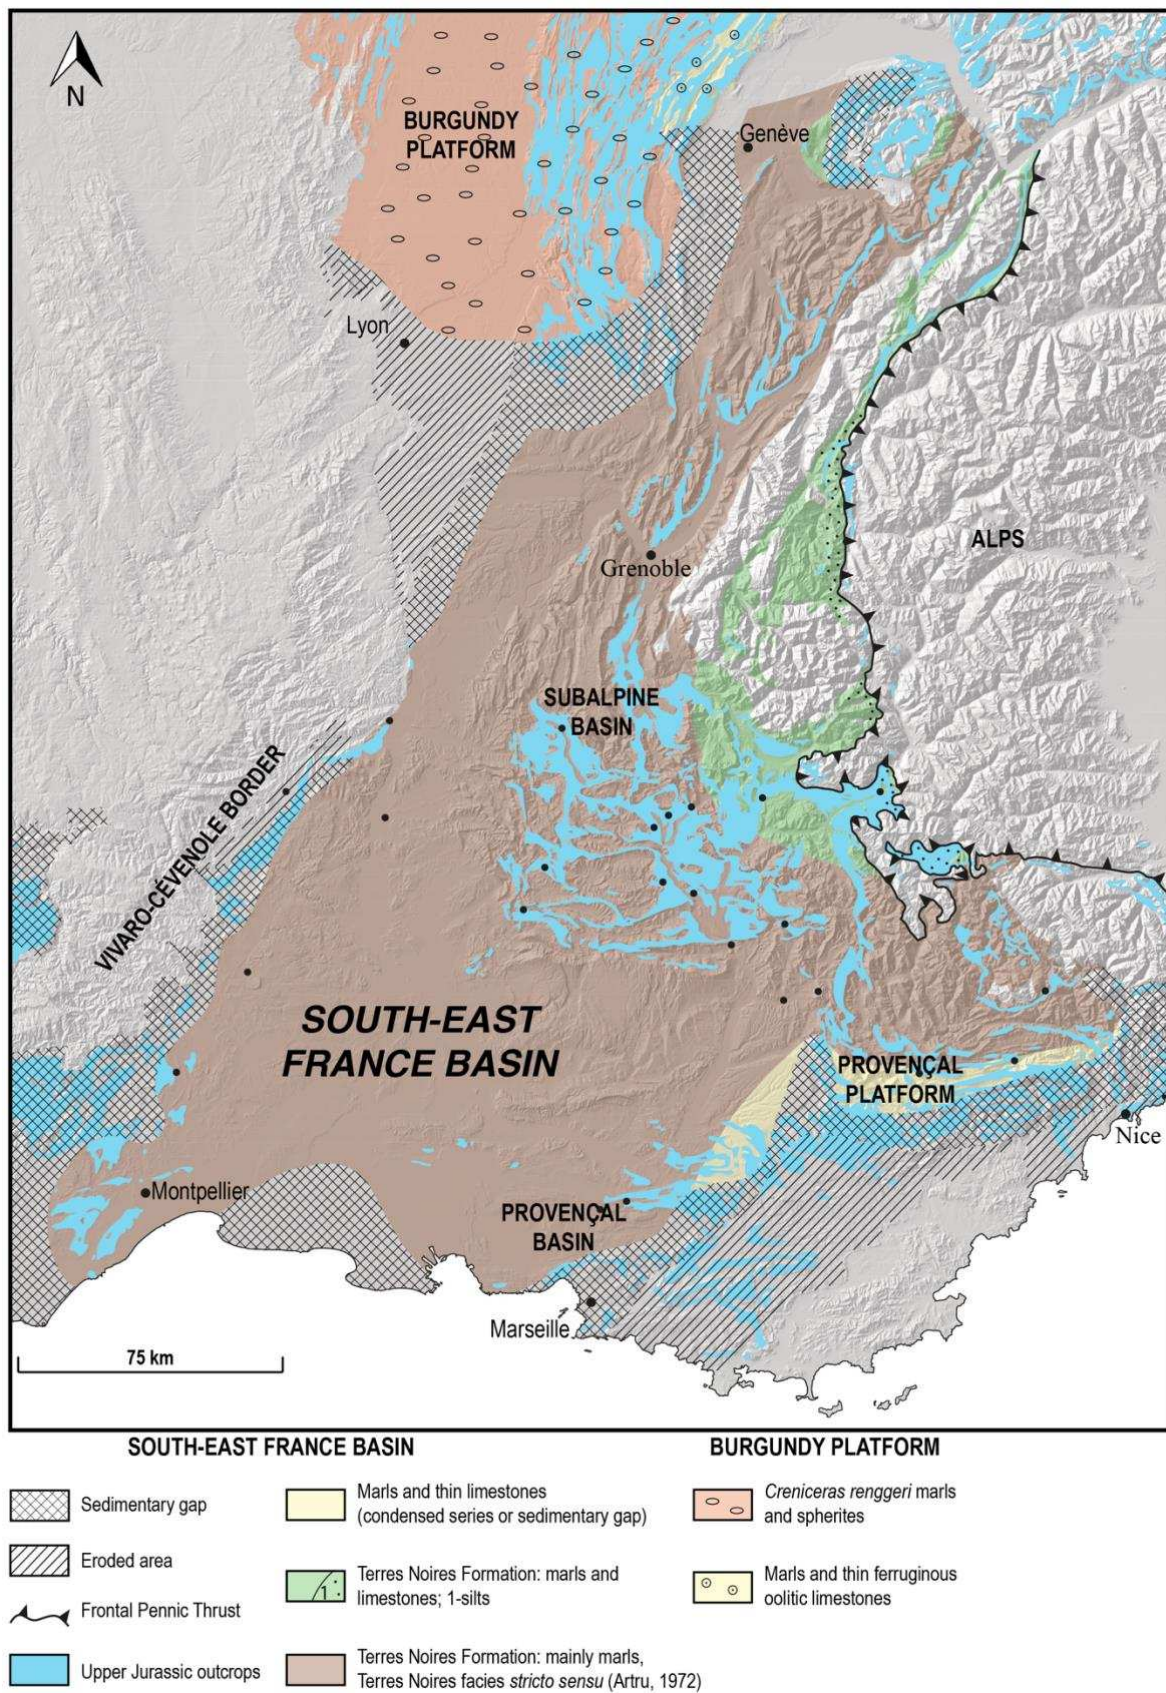 N
BURGUNDY
PLATFORM
Genève
Lyon
ALPS
Grenoble
SUBALPINE
BASIN
VIVARO-CÉVENOLE BORDER
SOUTH-EAST
FRANCE BASIN
PROVENÇAL
PLATFORM
Nice
Montpellier
PROVENÇAL
BASIN
Marseille
75 km
SOUTH-EAST FRANCE BASIN
Sedimentary gap
Eroded area
Frontal Pennic Thrust
Upper Jurassic outcrops
Marls and thin limestones
(condensed series or sedimentary gap)
1
Terres Noires Formation: marls and
limestones; 1-silts
Terres Noires Formation: mainly marls,
Terres Noires facies stricto sensu (Artru, 1972)
BURGUNDY PLATFORM
Creniceras renggeri marls
and spherites
Marls and thin ferruginous
oolitic limestones